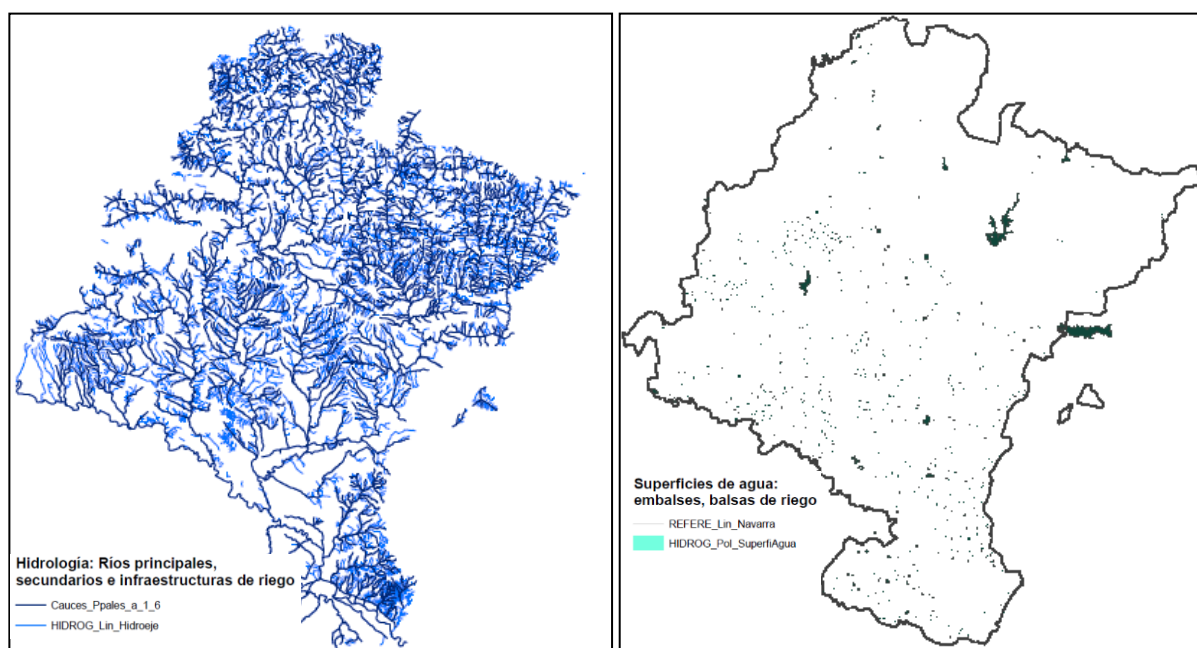 Hidrología: Ríos principales,
secundarios e infraestructuras de riego
Cauces_Ppales_a_1_6
HIDROG_Lin_Hidroeje
Superficies de agua:
embalses, balsas de riego
REFERE_Lin_Navarra
HIDROG_Pol_SuperfiAgua